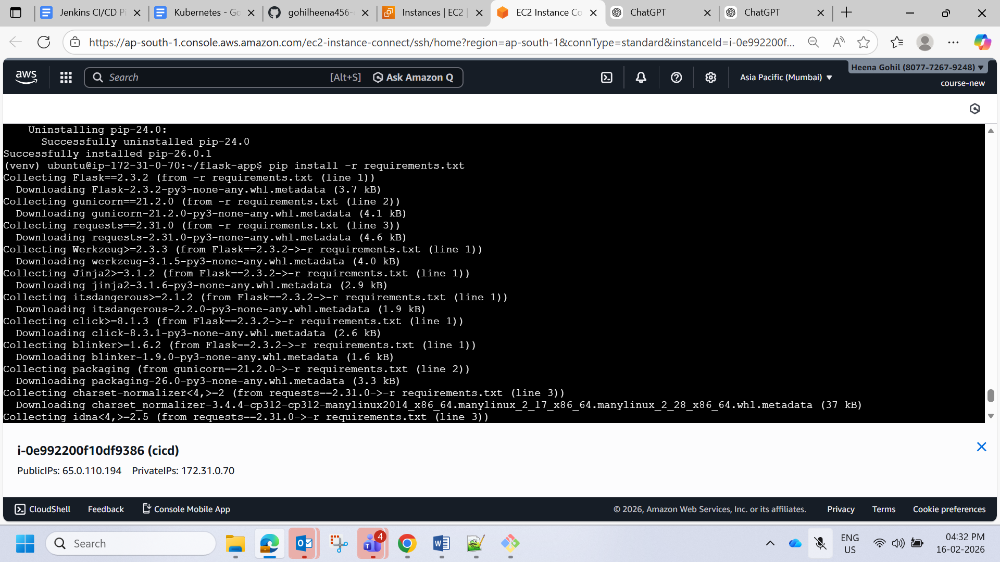 Jenkins CI/CD Pi
Kubernetes - Go
gohilheena456-
Instances | EC2 |
EC2 Instance Co
ChatGPT
ChatGPT
https://ap-south-1.console.aws.amazon.com/ec2-instance-connect/ssh/home?region=ap-south-1&connType=standard&instanceId=i-0e992200f...
aws
Search [Alt+S] Ask Amazon Q
Asia Pacific (Mumbai)
Heena Gohil (8077-7267-9248)
course-new
    Uninstalling pip-24.0:
      Successfully uninstalled pip-24.0
Successfully installed pip-26.0.1
(venv) ubuntu@ip-172-31-0-70:~/flask-app$ pip install -r requirements.txt
Collecting Flask==2.3.2 (from -r requirements.txt (line 1))
  Downloading Flask-2.3.2-py3-none-any.whl.metadata (3.7 kB)
Collecting gunicorn==21.2.0 (from -r requirements.txt (line 2))
  Downloading gunicorn-21.2.0-py3-none-any.whl.metadata (4.1 kB)
Collecting requests==2.31.0 (from -r requirements.txt (line 3))
  Downloading requests-2.31.0-py3-none-any.whl.metadata (4.6 kB)
Collecting Werkzeug>=2.3.3 (from Flask==2.3.2->-r requirements.txt (line 1))
  Downloading werkzeug-3.1.5-py3-none-any.whl.metadata (4.0 kB)
Collecting Jinja2>=3.1.2 (from Flask==2.3.2->-r requirements.txt (line 1))
  Downloading jinja2-3.1.6-py3-none-any.whl.metadata (2.9 kB)
Collecting itsdangerous>=2.1.2 (from Flask==2.3.2->-r requirements.txt (line 1))
  Downloading itsdangerous-2.2.0-py3-none-any.whl.metadata (1.9 kB)
Collecting click>=8.1.3 (from Flask==2.3.2->-r requirements.txt (line 1))
  Downloading click-8.3.1-py3-none-any.whl.metadata (2.6 kB)
Collecting blinker>=1.6.2 (from Flask==2.3.2->-r requirements.txt (line 1))
  Downloading blinker-1.9.0-py3-none-any.whl.metadata (1.6 kB)
Collecting packaging (from gunicorn==21.2.0->-r requirements.txt (line 2))
  Downloading packaging-26.0-py3-none-any.whl.metadata (3.3 kB)
Collecting charset-normalizer<4,>=2 (from requests==2.31.0->-r requirements.txt (line 3))
  Downloading charset_normalizer-3.4.4-cp312-cp312-manylinux2014_x86_64.manylinux_2_17_x86_64.manylinux_2_28_x86_64.whl.metadata (37 kB)
Collecting idna<4,>=2.5 (from requests==2.31.0->-r requirements.txt (line 3))
i-0e992200f10df9386 (cicd)
PublicIPs: 65.0.110.194 PrivateIPs: 172.31.0.70
CloudShell Feedback Console Mobile App © 2026, Amazon Web Services, Inc. or its affiliates. Privacy Terms Cookie preferences
Search
4
ENG
US
04:32 PM
16-02-2026